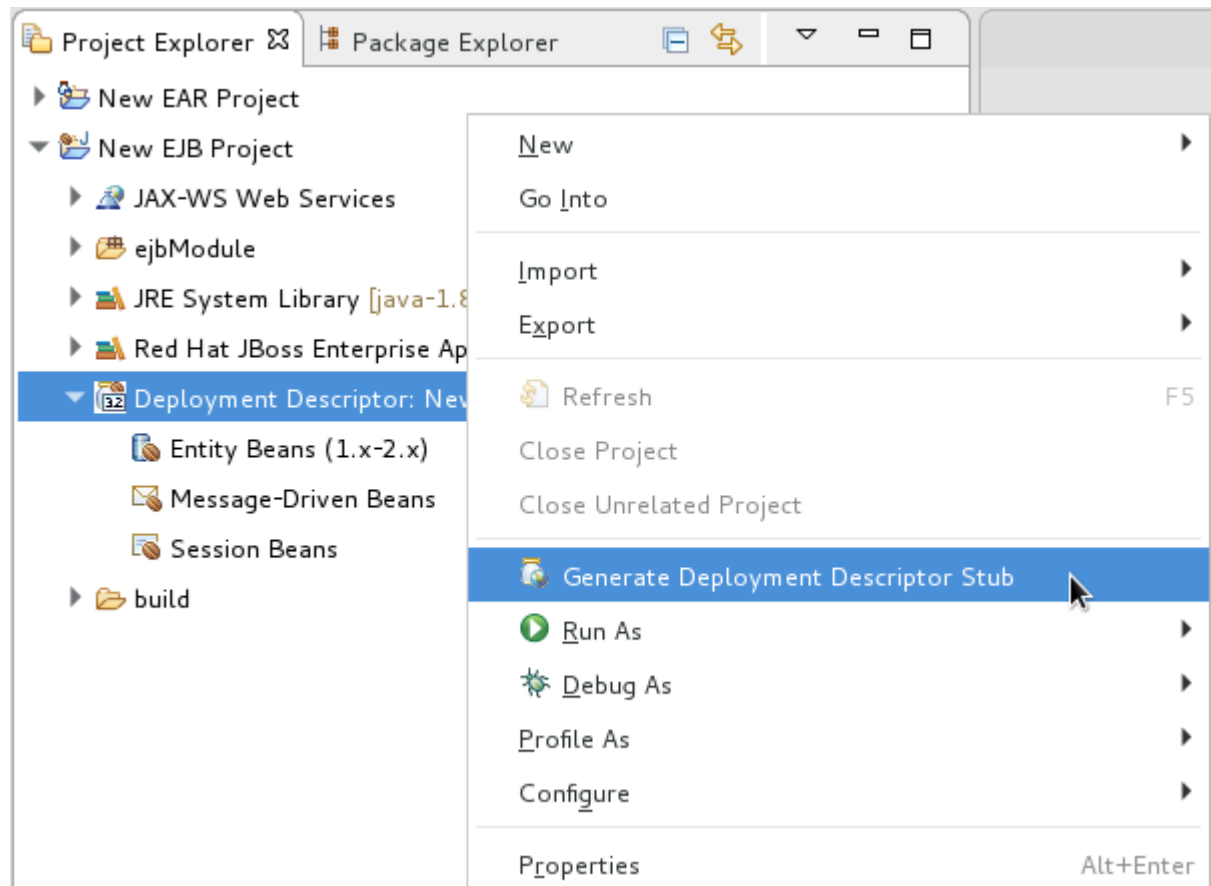 Project Explorer Package Explorer
New EAR Project
New EJB Project
JAX-WS Web Services
ejbModule
JRE System Library [java-1.8
Red Hat JBoss Enterprise Ap
32 Deployment Descriptor: New
Entity Beans (1.x-2.x)
Message-Driven Beans
Session Beans
build
New
Go Into
Import
Export
Refresh F5
Close Project
Close Unrelated Project
Generate Deployment Descriptor Stub
Run As
Debug As
Profile As
Configure
Properties Alt+Enter